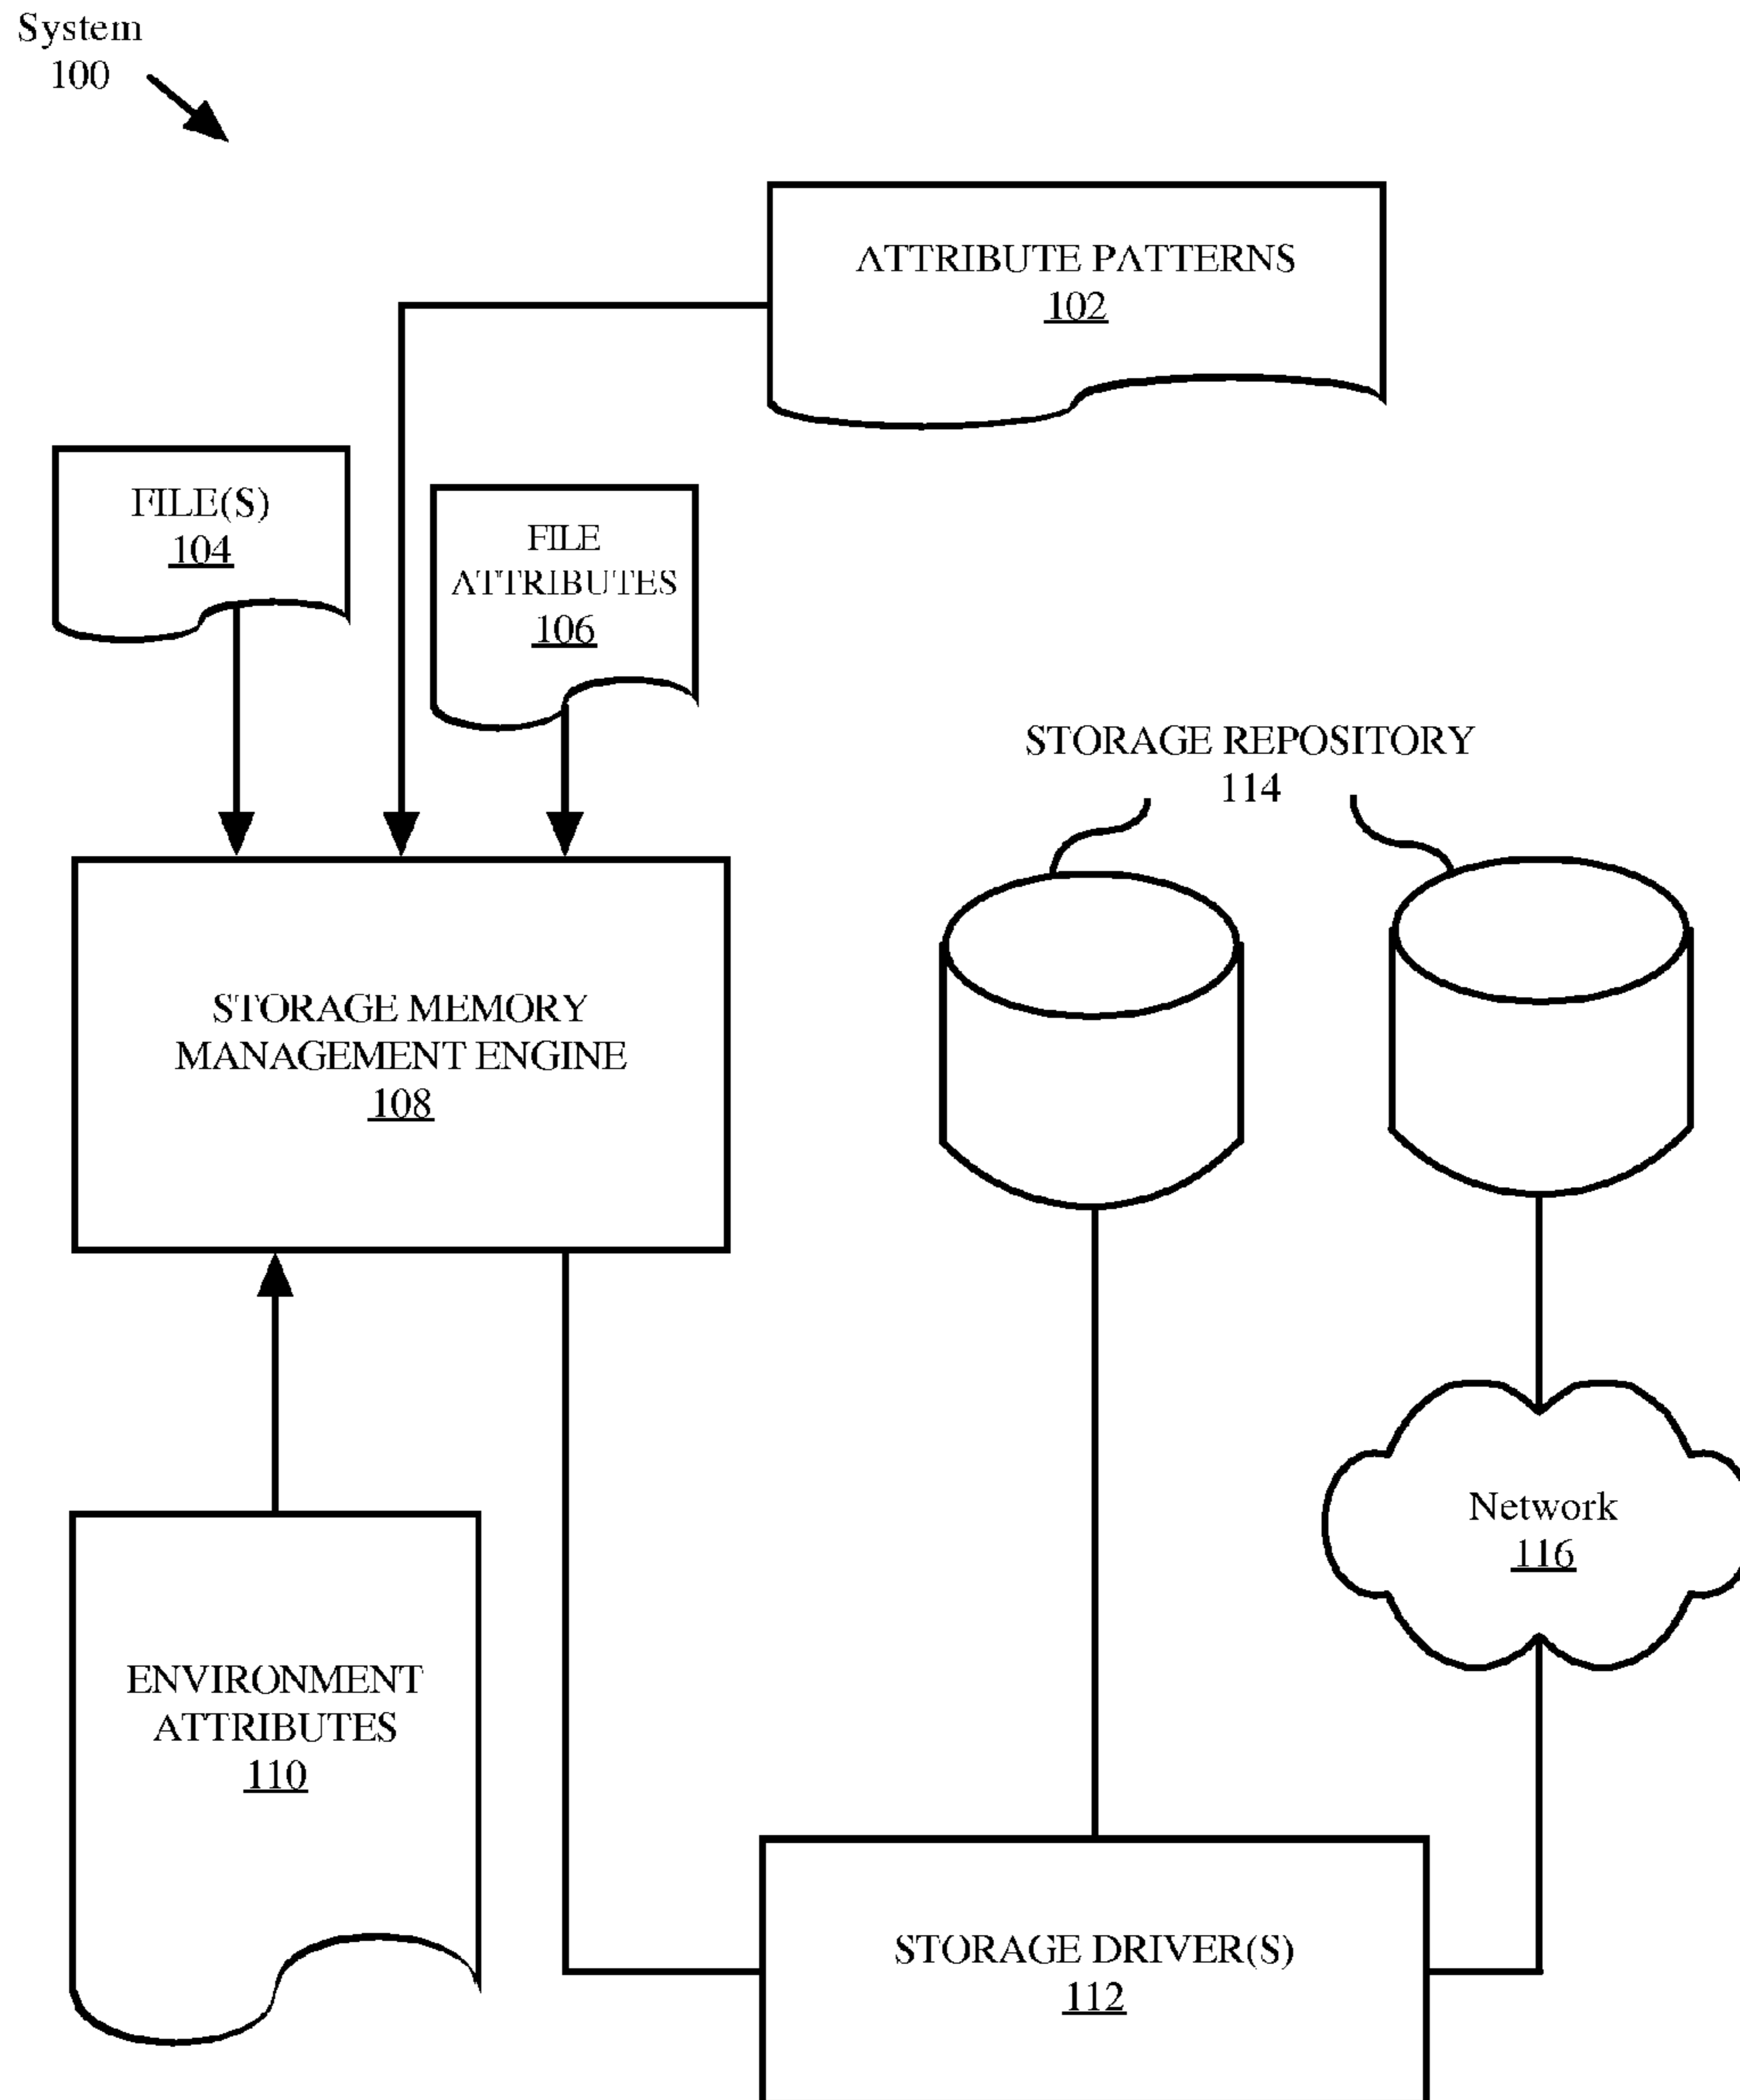 System
100
ATTRIBUTE PATTERNS
102
FILE(S)
104
FILE
ATTRIBUTES
106
STORAGE REPOSITORY
114
STORAGE MEMORY
MANAGEMENT ENGINE
108
Network
116
ENVIRONMENT
ATTRIBUTES
110
STORAGE DRIVER(S)
112